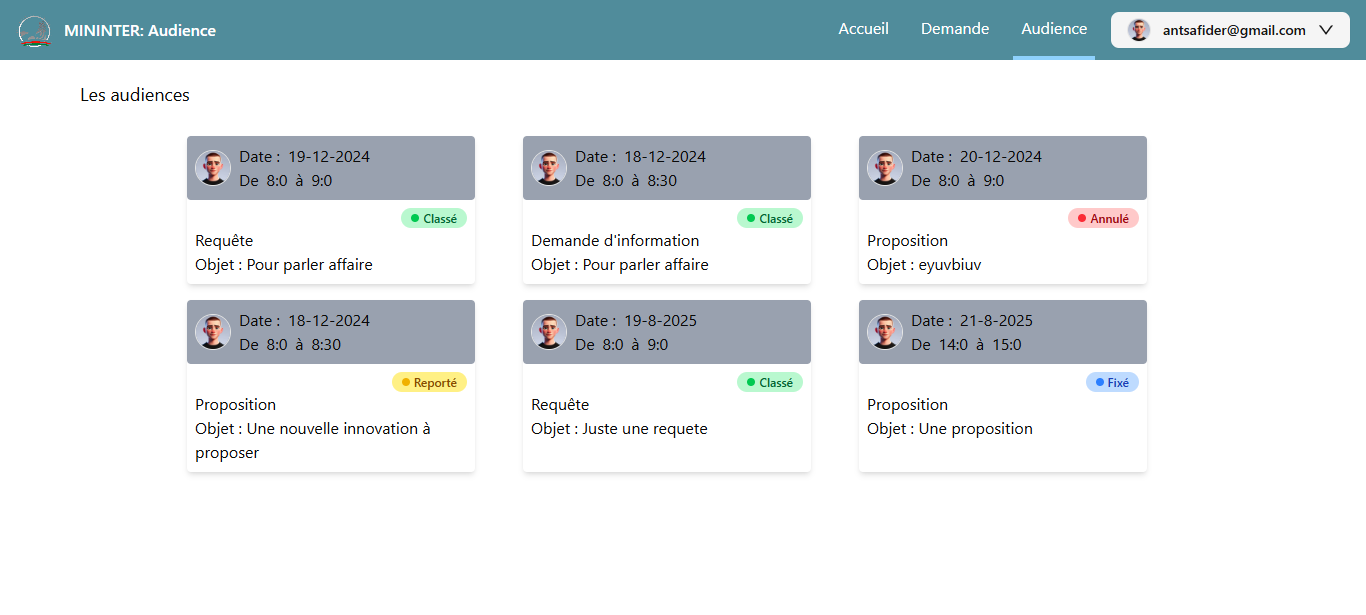 MININTER: Audience
Accueil
Demande
Audience
antsafider@gmail.com
Les audiences
Date : 19-12-2024
De 8:0 à 9:0
Classé
Requête
Objet : Pour parler affaire
Date : 18-12-2024
De 8:0 à 8:30
Classé
Demande d'information
Objet : Pour parler affaire
Date : 20-12-2024
De 8:0 à 9:0
Annulé
Proposition
Objet : eyuvbiuv
Date : 18-12-2024
De 8:0 à 8:30
Reporté
Proposition
Objet : Une nouvelle innovation à
proposer
Date : 19-8-2025
De 8:0 à 9:0
Classé
Requête
Objet : Juste une requete
Date : 21-8-2025
De 14:0 à 15:0
Fixé
Proposition
Objet : Une proposition